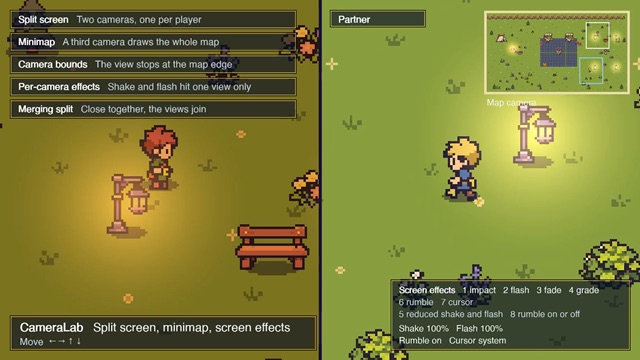 Split screen Two cameras, one per player
Minimap A third camera draws the whole map
Camera bounds The view stops at the map edge
Per-camera effects Shake and flash hit one view only
Merging split Close together, the views join
Partner
Map camera
Screen effects 1 impact 2 flash 3 fade 4 grade
6 rumble 7 cursor
5 reduced shake and flash 8 rumble on or off
Shake 100% Flash 100%
Rumble on Cursor system
CameraLab Split screen, minimap, screen effects
Move ←→↑↓